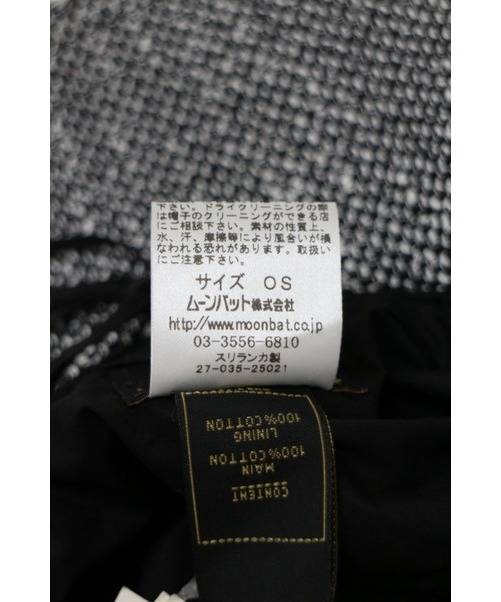 下さい。ドライクリーニングの際
は帽子のクリーニングができる店
にご相談下さい。素材の性質上、
水、汗、摩擦等により風合いが損
なわれる恐れがあります。取扱い
にご注意下さい。
サイズ OS
ムーンバット株式会社
http://www.moonbat.co.jp
03-3556-6810
スリランカ製
27-035-25021
CONTENT
MAIN
100%COTTON
LINING
100%COTTON